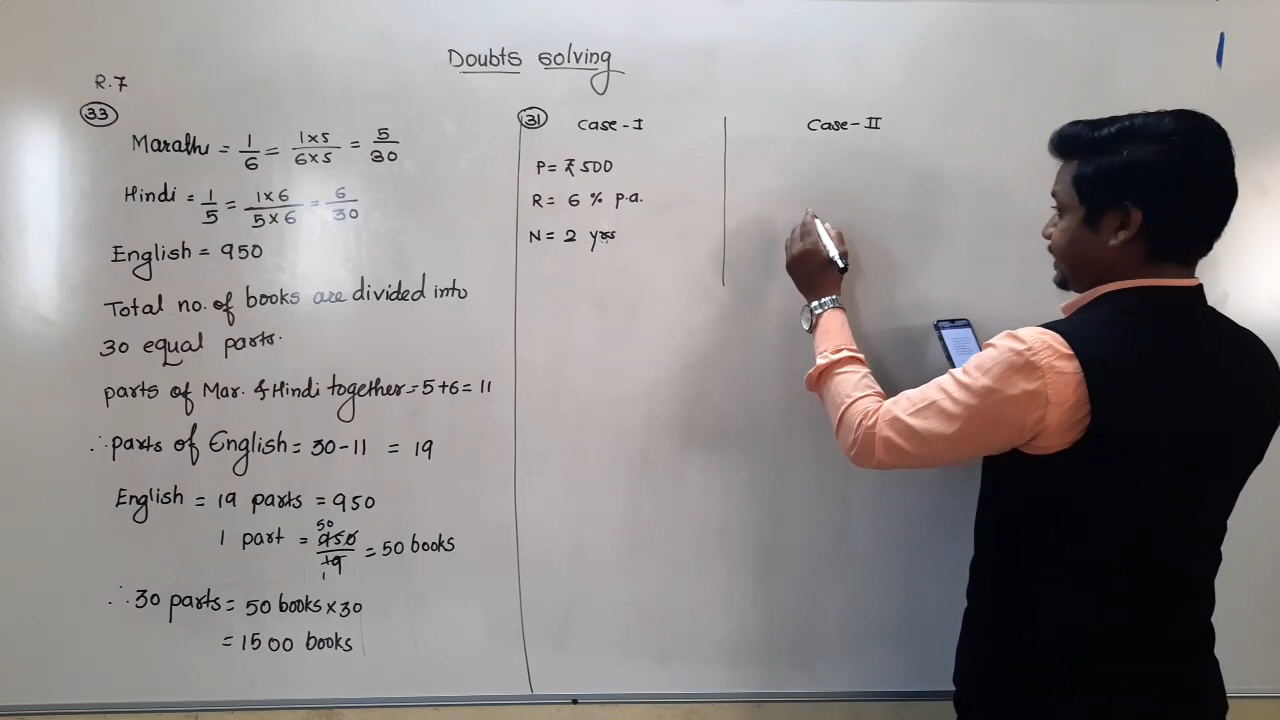 Doubts solving
R.7
33
Marathi = 1/6 = 1×5/6×5 = 5/30
Hindi = 1/5 = 1×6/5×6 = 6/30
English = 950
Total no. of books are divided into
30 equal parts.
parts of Mar. & Hindi together = 5+6 = 11
∴ parts of English = 30-11 = 19
English = 19 parts = 950
50
1 part = 950/19 = 50 books
1
∴ 30 parts = 50 books × 30
= 1500 books
31 Case-I
P = ₹ 500
R = 6 % p.a.
N = 2 yrs
Case-II